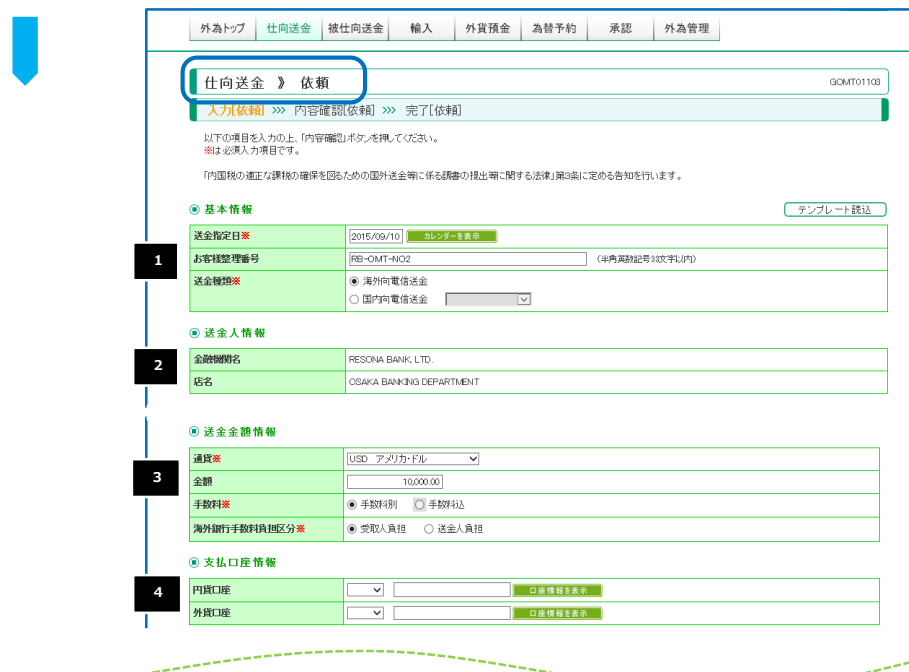 外為トップ 仕向送金 被仕向送金 輸入 外貨預金 為替予約 承認 外為管理
仕向送金 》 依頼 GOMT01103
入力[依頼] >>> 内容確認[依頼] >>> 完了[依頼]
以下の項目を入力の上、「内容確認」ボタンを押してください。
※は必須入力項目です。
「内国税の適正な課税の確保を図るための国外送金等に係る調書の提出等に関する法律」第3条に定める告知を行います。
基本情報 テンプレート読込
送金指定日※ 2015/09/10 カレンダーを表示
1 お客様整理番号 RB-OMT-NO2 (半角英数記号33文字以内)
送金種類※ 海外向電信送金
国内向電信送金
送金人情報
2 金融機関名 RESONA BANK, LTD.
店名 OSAKA BANKING DEPARTMENT
送金金額情報
通貨※ USD アメリカ・ドル
3 金額 10,000.00
手数料※ 手数料別 手数料込
海外銀行手数料負担区分※ 受取人負担 送金人負担
支払口座情報
4 円貨口座 口座情報を表示
外貨口座 口座情報を表示